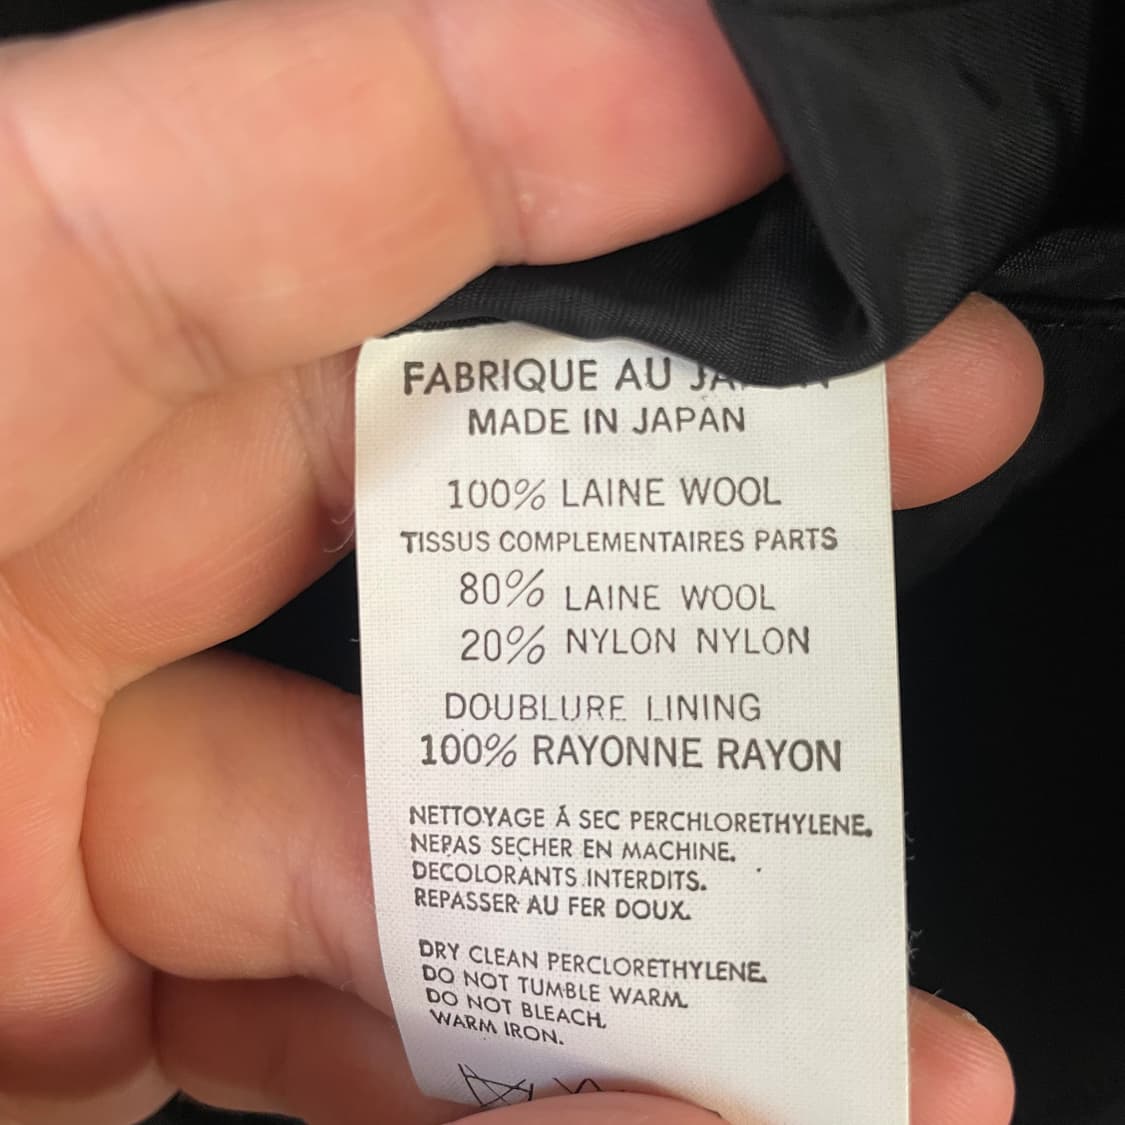 FABRIQUE AU
MADE IN JAPAN
100% LAINE WOOL
TISSUS COMPLEMENTAIRES PARTS
80% LAINE WOOL
20% NYLON NYLON
DOUBLURE LINING
100% RAYONNE RAYON
NETTOYAGE Á SEC PERCHLORETHYLENE.
NEPAS SECHER EN MACHINE.
DECOLORANTS INTERDITS.
REPASSER AU FER DOUX.
DRY CLEAN PERCLORETHYLENE.
DO NOT TUMBLE WARM.
DO NOT BLEACH.
WARM IRON.